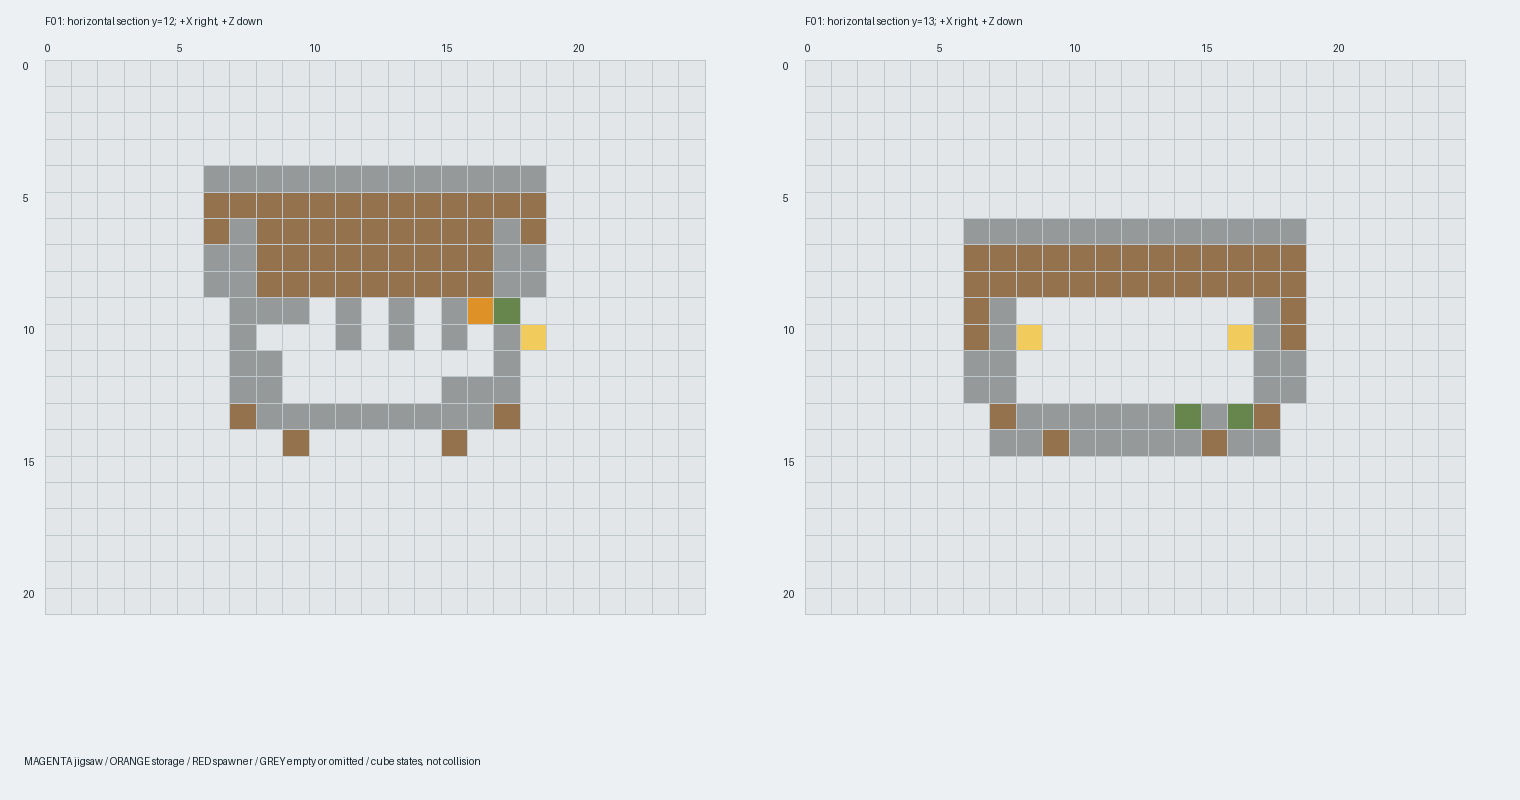 F01: horizontal section y=12; +X right, +Z down
F01: horizontal section y=13; +X right, +Z down
0 5 10 15 20
0 5 10 15 20
0
0
5
5
10
10
15
15
20
20
MAGENTA jigsaw / ORANGE storage / RED spawner / GREY empty or omitted / cube states, not collision